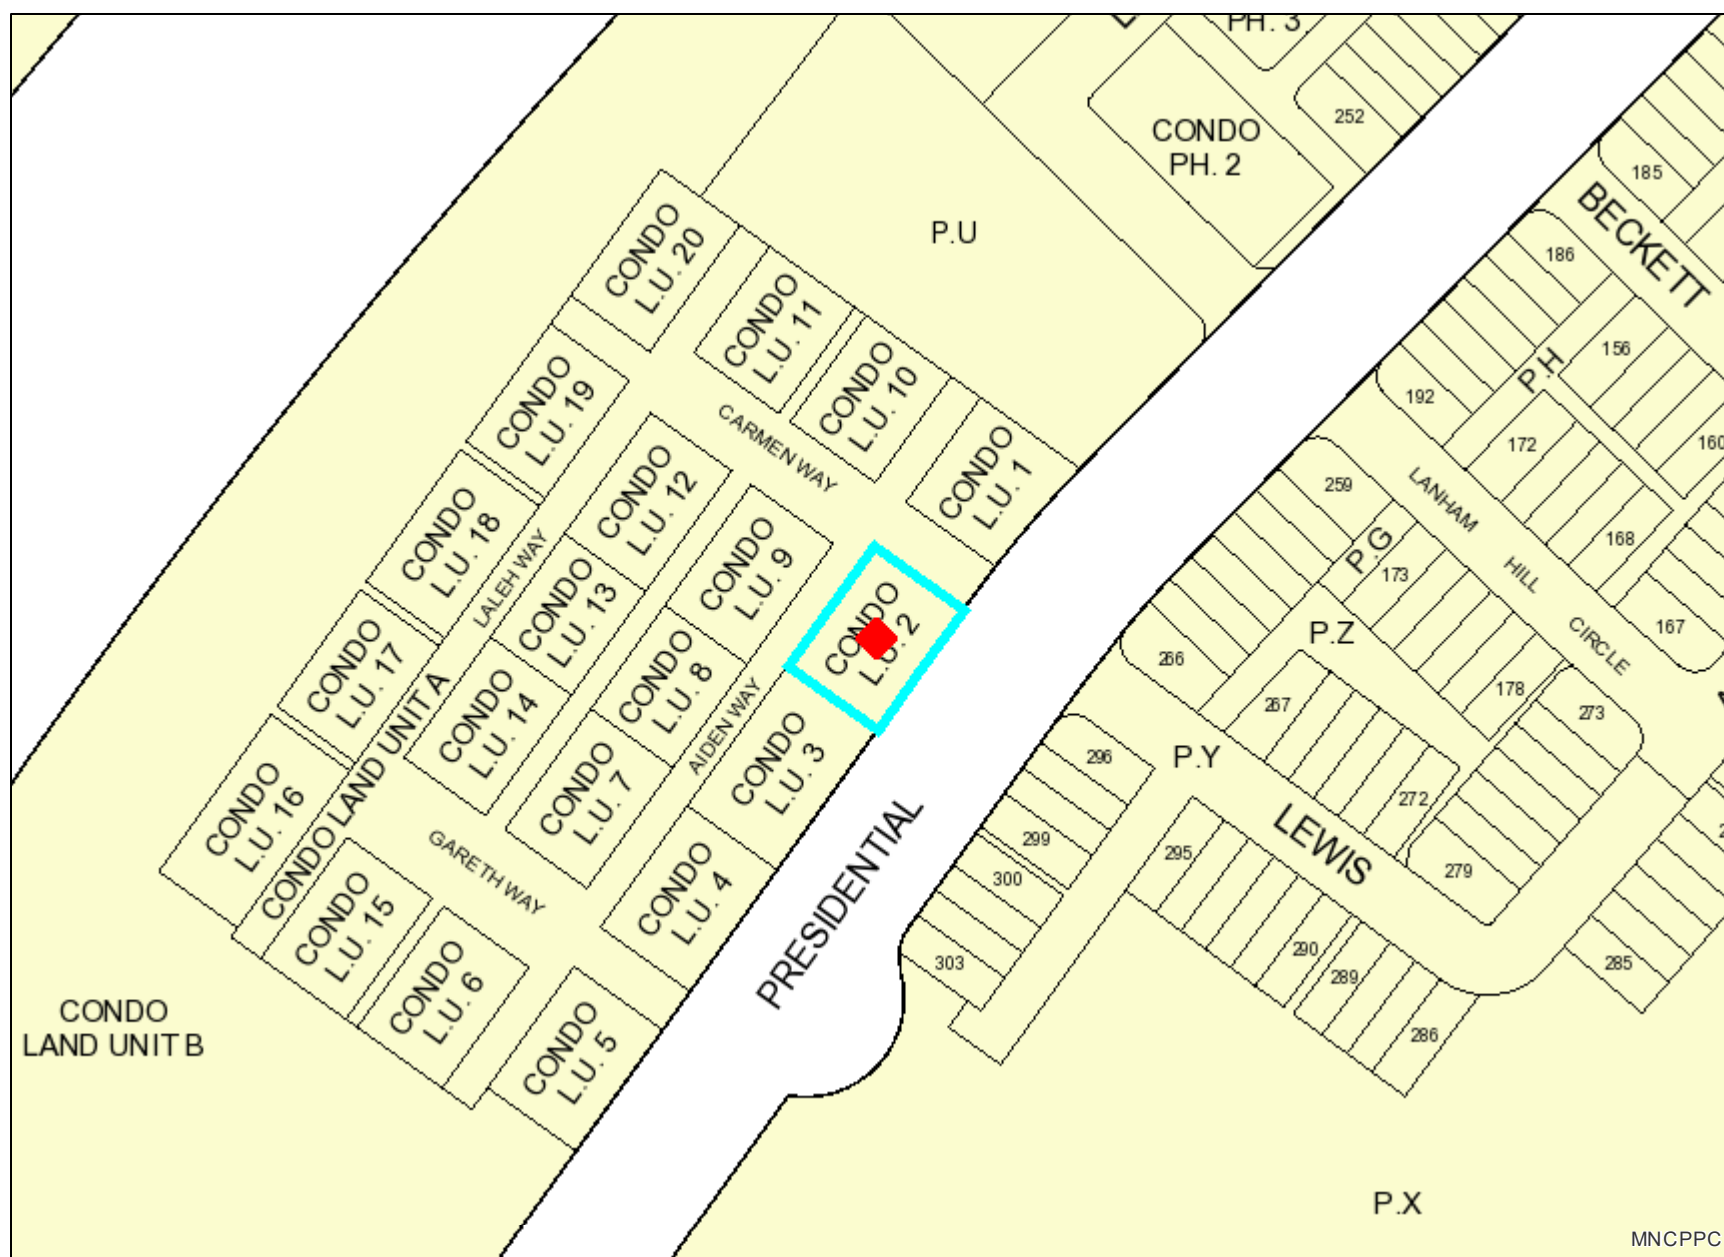 PH. 3.
252
CONDO
PH. 2
185
BECKETT
P.U
186
CONDO
L.U. 20
CONDO
L.U. 11
CONDO
L.U. 10
CONDO
L.U. 1
CONDO
L.U. 19
CARMEN WAY
156
P.H
192
172
160
168
167
LANHAM
HILL
CIRCLE
259
P.G
173
P.Z
178
266
267
272
273
279
CONDO
L.U. 12
CONDO
L.U. 9
CONDO
L.U. 2
CONDO
L.U. 18
LALEH WAY
CONDO
L.U. 13
CONDO
L.U. 8
AIDEN WAY
CONDO
L.U. 3
CONDO
L.U. 17
CONDO
L.U. 14
CONDO
L.U. 7
CONDO
L.U. 4
CONDO LAND UNIT A
CONDO
L.U. 16
GARETH WAY
CONDO
L.U. 15
CONDO
L.U. 6
CONDO
L.U. 5
PRESIDENTIAL
P.Y
LEWIS
296
299
300
303
295
290
289
286
285
CONDO
LAND UNIT B
P.X
MNCPPC